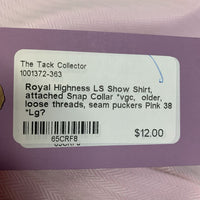 The Tack Collector
1001372-363
Royal Highness LS Show Shirt,
attached Snap Collar *vgc, older,
loose threads, seam puckers Pink 38
*Lg?
$12.00
65CRF8
65CRF8